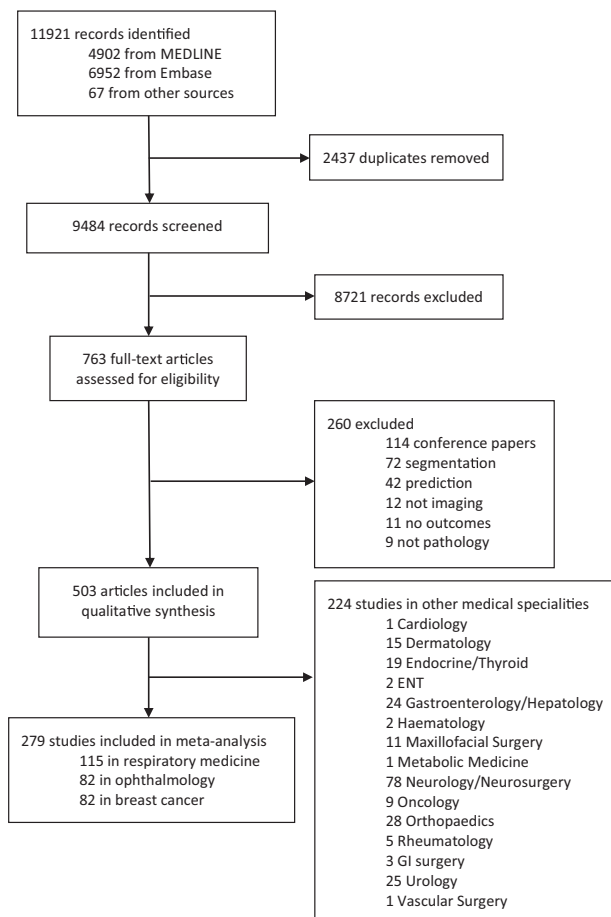 11921 records identified
4902 from MEDLINE
6952 from Embase
67 from other sources
2437 duplicates removed
9484 records screened
8721 records excluded
763 full-text articles
assessed for eligibility
260 excluded
114 conference papers
72 segmentation
42 prediction
12 not imaging
11 no outcomes
9 not pathology
503 articles included in
qualitative synthesis
224 studies in other medical specialities
1 Cardiology
15 Dermatology
19 Endocrine/Thyroid
2 ENT
24 Gastroenterology/Hepatology
2 Haematology
11 Maxillofacial Surgery
1 Metabolic Medicine
78 Neurology/Neurosurgery
9 Oncology
28 Orthopaedics
5 Rheumatology
3 GI surgery
25 Urology
1 Vascular Surgery
279 studies included in meta-analysis
115 in respiratory medicine
82 in ophthalmology
82 in breast cancer